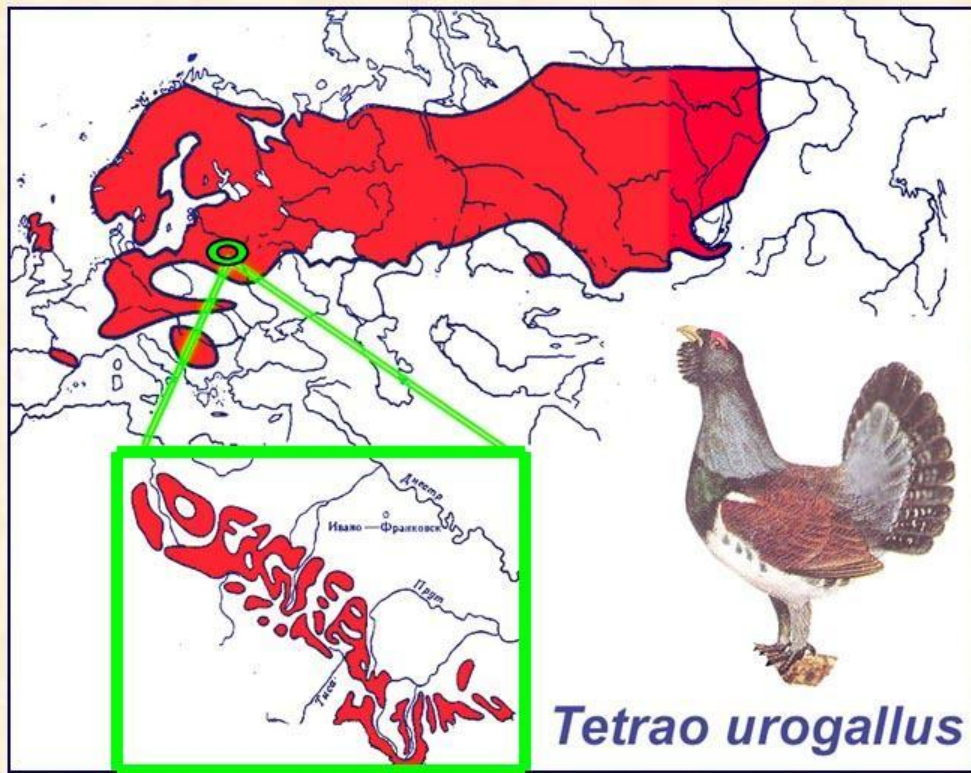 Днестр
Ивано—Франковск
Прут
Тиса
Tetrao urogallus